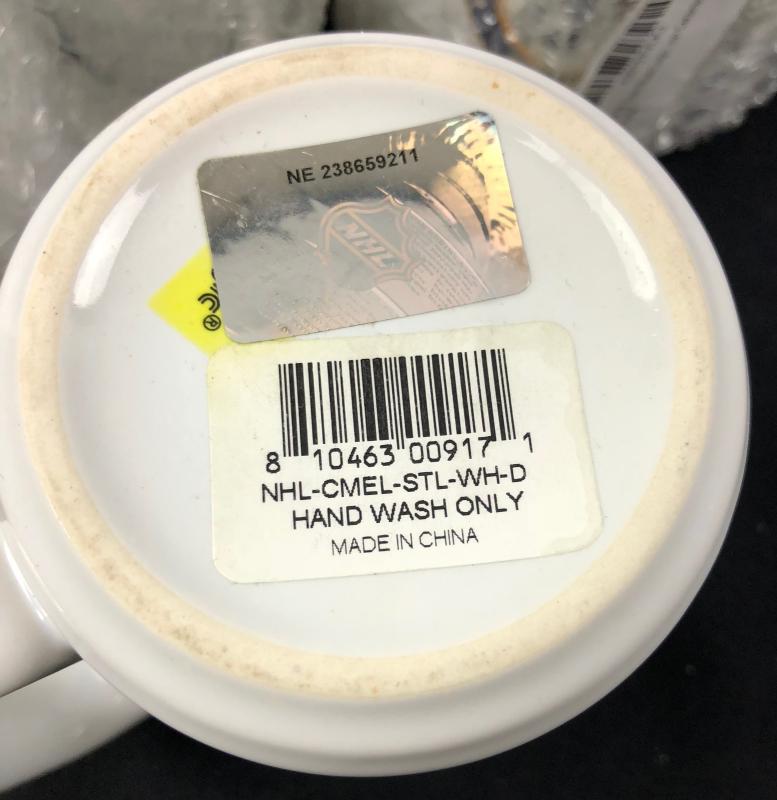 NE 238659211
NHL
®
8 10463 00917 1
NHL-CMEL-STL-WH-D
HAND WASH ONLY
MADE IN CHINA